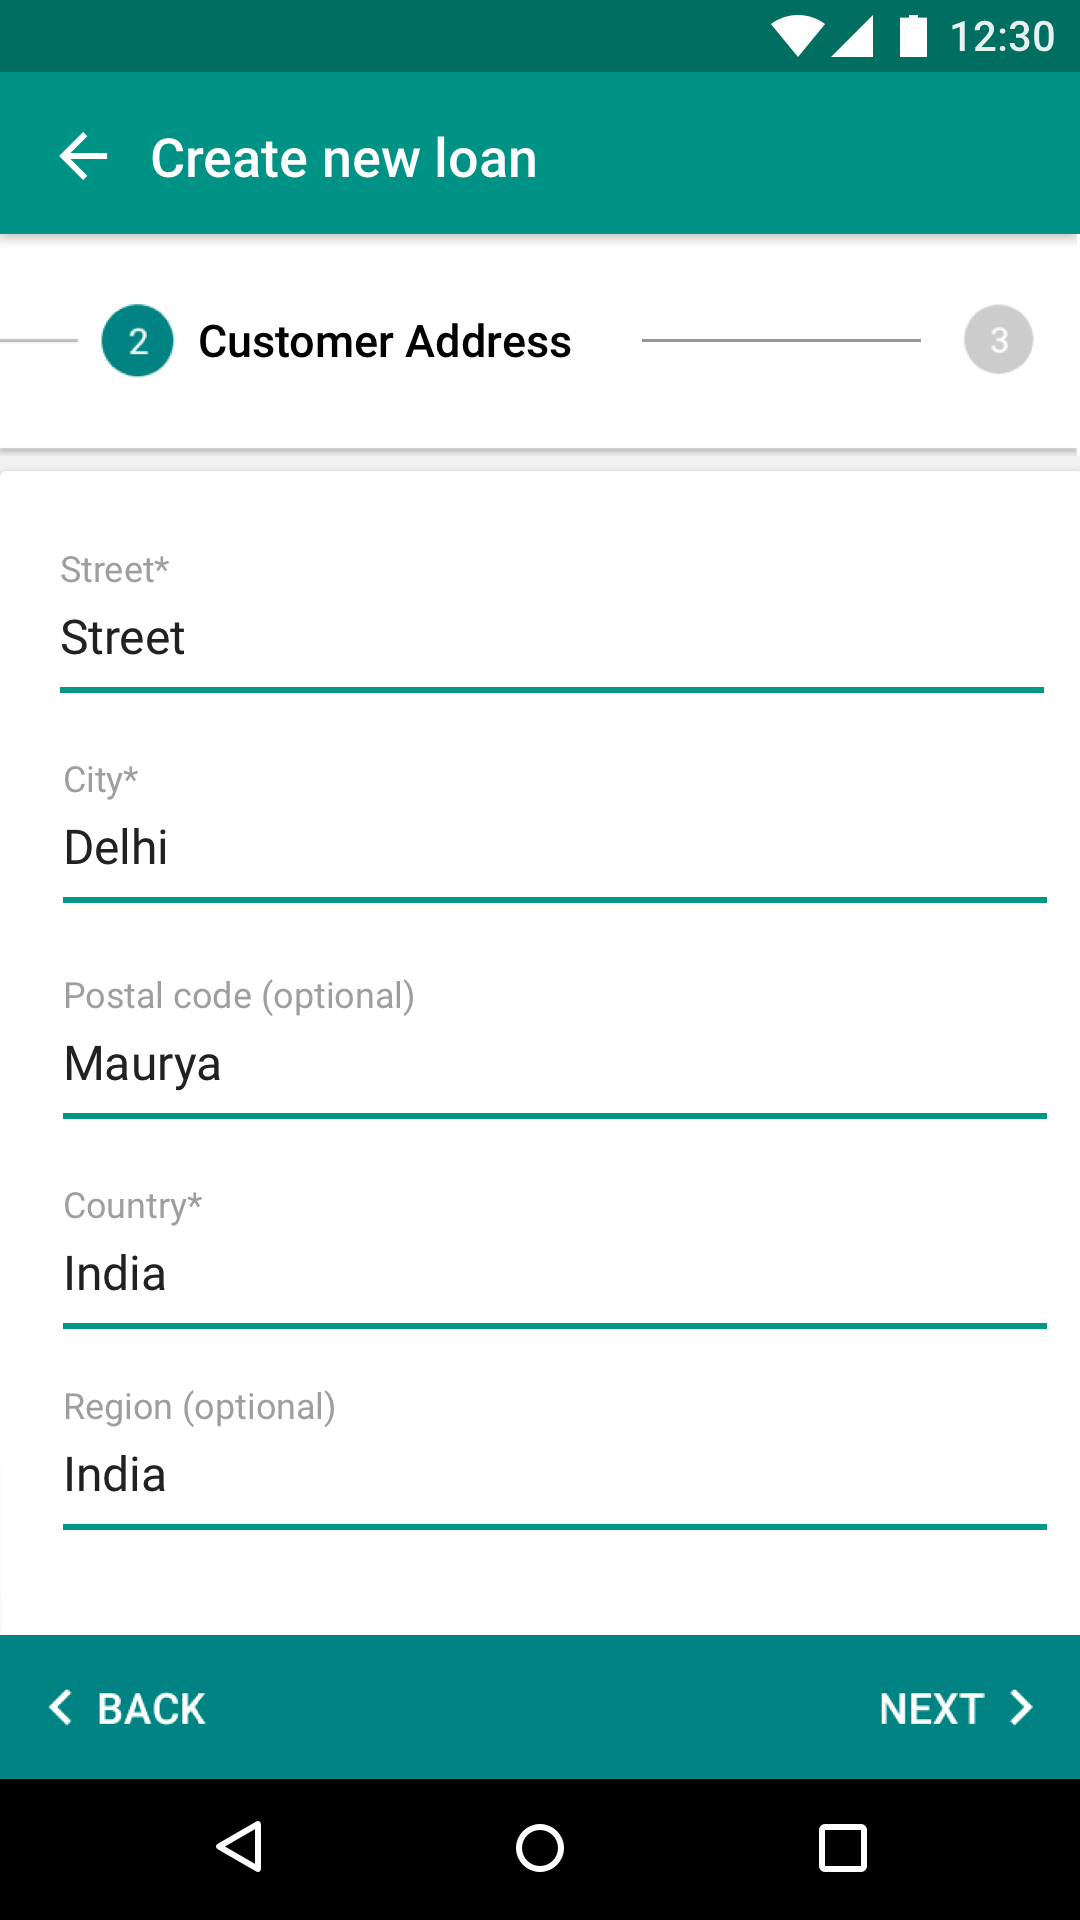 12:30
Create new loan
2 Customer Address 3
Street*
Street
City*
Delhi
Postal code (optional)
Maurya
Country*
India
Region (optional)
India
BACK NEXT